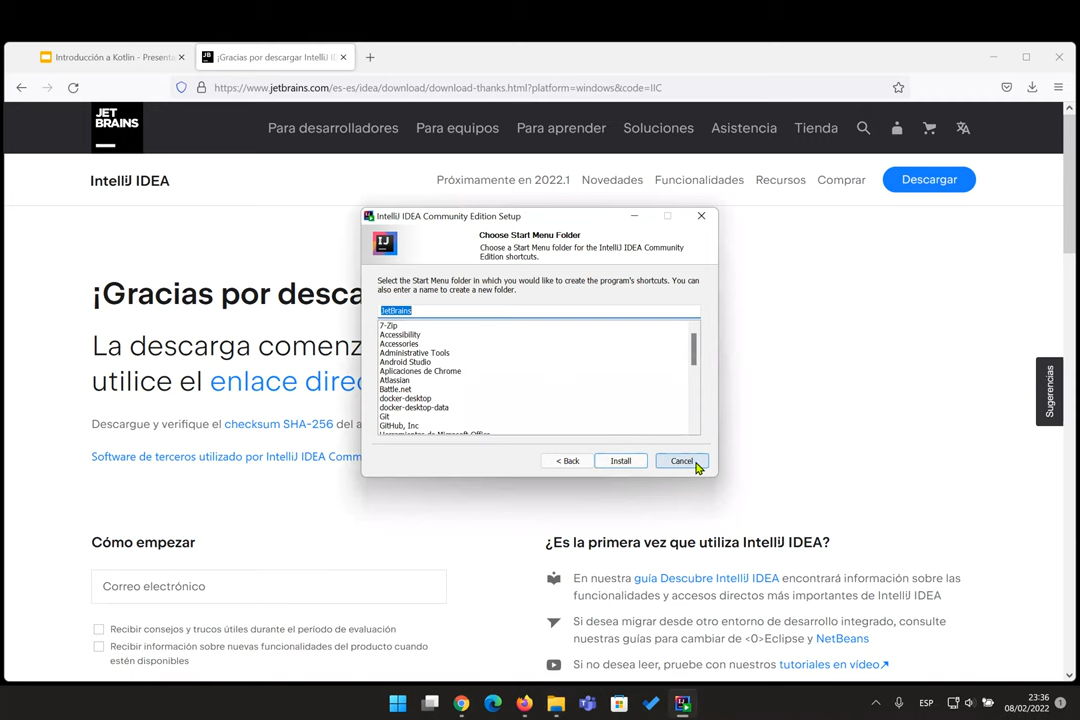 Introducción a Kotlin - Presenta
¡Gracias por descargar IntelliJ I
https://www.jetbrains.com/es-es/idea/download/download-thanks.html?platform=windows&code=IIC
JET
BRAINS
Para desarrolladores Para equipos Para aprender Soluciones Asistencia Tienda
IntelliJ IDEA
Próximamente en 2022.1 Novedades Funcionalidades Recursos Comprar Descargar
IntelliJ IDEA Community Edition Setup
Choose Start Menu Folder
Choose a Start Menu folder for the IntelliJ IDEA Community
Edition shortcuts.
Select the Start Menu folder in which you would like to create the program's shortcuts. You can
also enter a name to create a new folder.
JetBrains
7-Zip
Accessibility
Accessories
Administrative Tools
Android Studio
Aplicaciones de Chrome
Atlassian
Battle.net
docker-desktop
docker-desktop-data
Git
GitHub, Inc
Herramientas de Microsoft Office
< Back Install Cancel
¡Gracias por desca
La descarga comenz
utilice el enlace direc
Descargue y verifique el checksum SHA-256 del a
Software de terceros utilizado por IntelliJ IDEA Comm
Sugerencias
Cómo empezar
Correo electrónico
Recibir consejos y trucos útiles durante el período de evaluación
Recibir información sobre nuevas funcionalidades del producto cuando
estén disponibles
¿Es la primera vez que utiliza IntelliJ IDEA?
En nuestra guía Descubre IntelliJ IDEA encontrará información sobre las
funcionalidades y accesos directos más importantes de IntelliJ IDEA
Si desea migrar desde otro entorno de desarrollo integrado, consulte
nuestras guías para cambiar de <0>Eclipse y NetBeans
Si no desea leer, pruebe con nuestros tutoriales en vídeo↗
ESP
23:36
08/02/2022
1